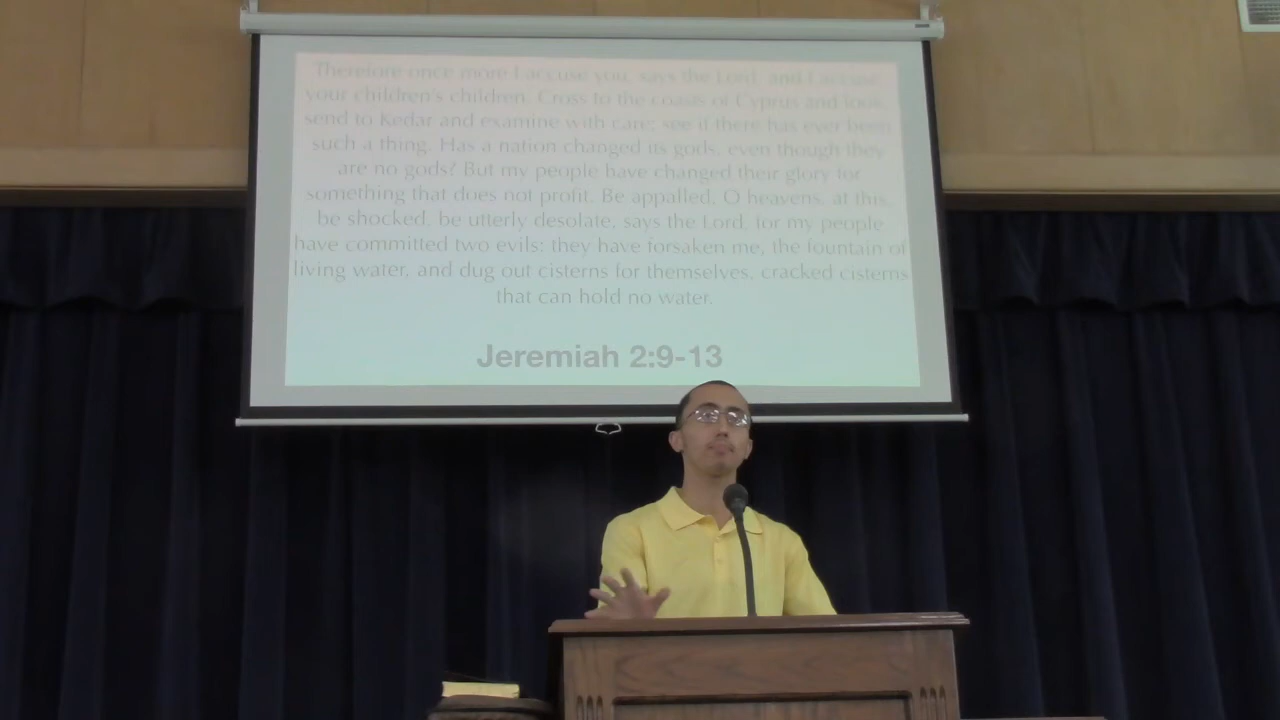 Therefore once more I accuse you, says the Lord, and I accuse
your children's children. Cross to the coasts of Cyprus and look,
send to Kedar and examine with care; see if there has ever been
such a thing. Has a nation changed its gods, even though they
are no gods? But my people have changed their glory for
something that does not profit. Be appalled, O heavens, at this,
be shocked, be utterly desolate, says the Lord, for my people
have committed two evils: they have forsaken me, the fountain of
living water, and dug out cisterns for themselves, cracked cisterns
that can hold no water.
Jeremiah 2:9-13